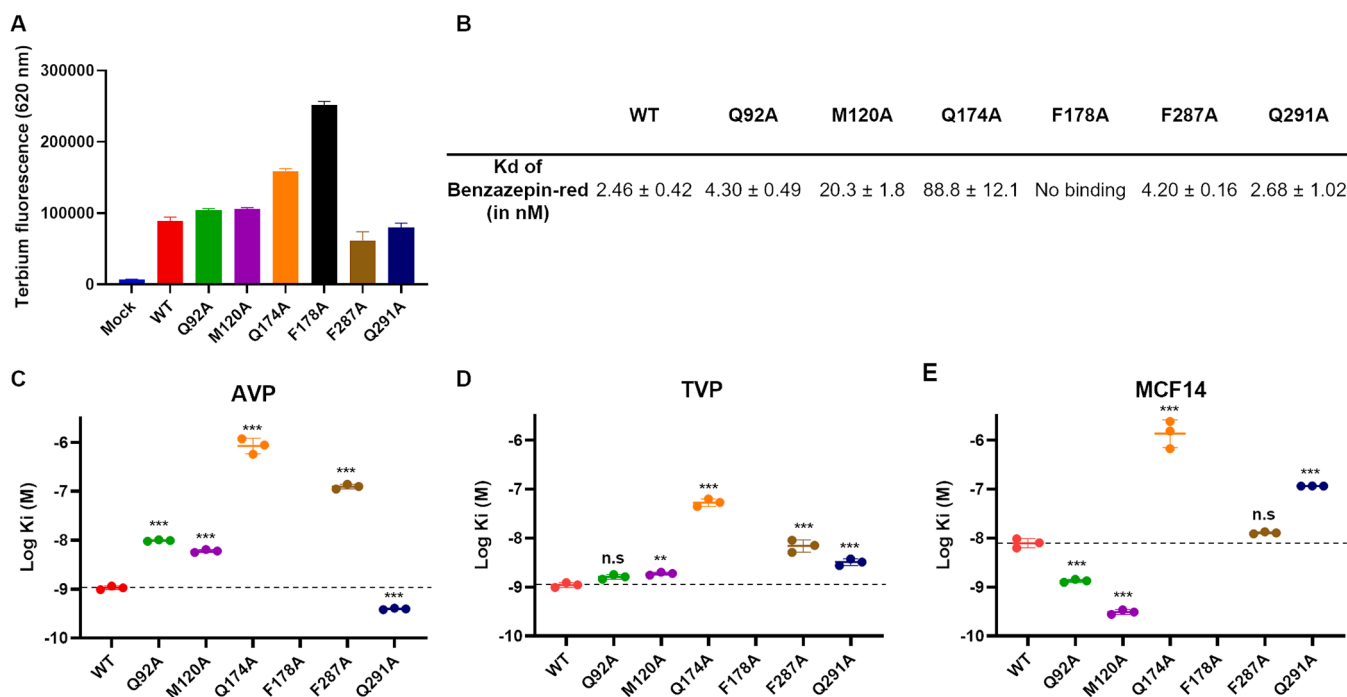 A
Terbium fluorescence (620 nm)
300000
200000
100000
0
Mock
WT
Q92A
M120A
Q174A
F178A
F287A
Q291A
B
WT Q92A M120A Q174A F178A F287A Q291A
Kd of
Benzazepin-red 2.46 ± 0.42 4.30 ± 0.49 20.3 ± 1.8 88.8 ± 12.1 No binding 4.20 ± 0.16 2.68 ± 1.02
(in nM)
C
AVP
Log Ki (M)
-6
-7
-8
-9
-10
***
***
***
***
***
WT
Q92A
M120A
Q174A
F178A
F287A
Q291A
D
TVP
Log Ki (M)
-6
-7
-8
-9
-10
n.s
**
***
***
***
WT
Q92A
M120A
Q174A
F178A
F287A
Q291A
E
MCF14
Log Ki (M)
-6
-7
-8
-9
-10
***
***
***
n.s
***
WT
Q92A
M120A
Q174A
F178A
F287A
Q291A